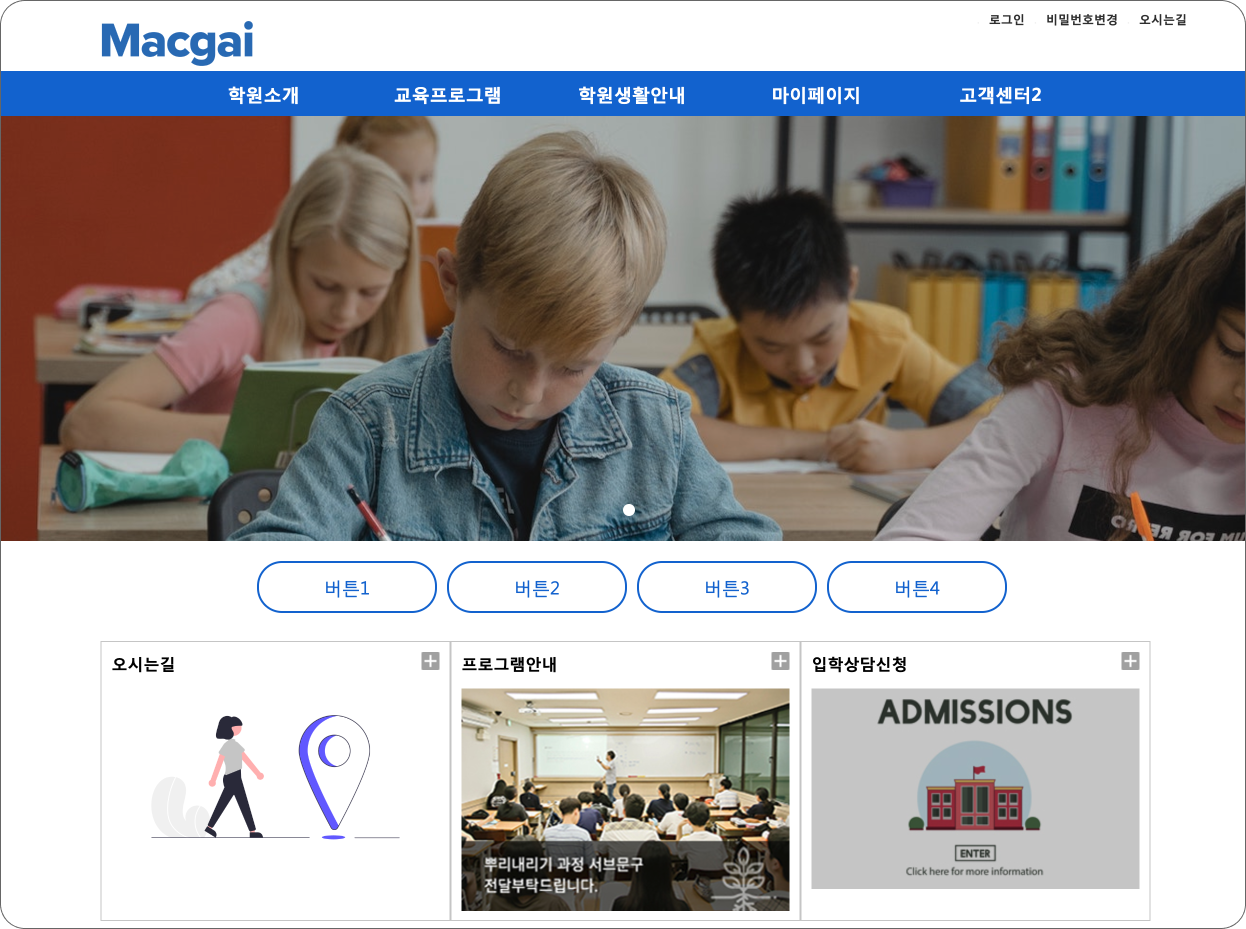 로그인 비밀번호변경 오시는길
Macgai
학원소개 교육프로그램 학원생활안내 마이페이지 고객센터2
버튼1 버튼2 버튼3 버튼4
오시는길
프로그램안내
뿌리내리기 과정 서브문구
전달부탁드립니다.
입학상담신청
ADMISSIONS
ENTER
Click here for more information